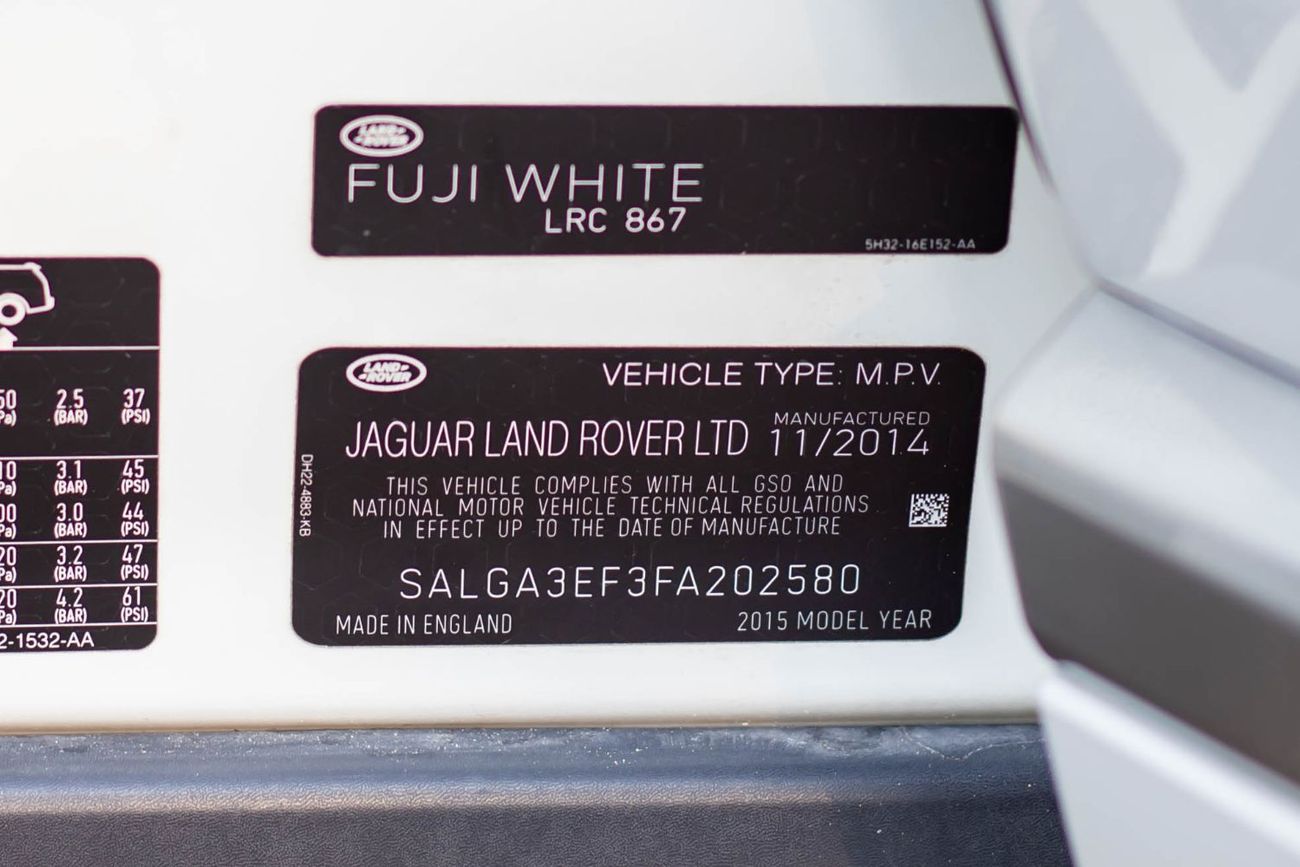 LAND
ROVER
FUJI WHITE
LRC 867
5H32-16E152-AA
2.5 37
(BAR) (PSI)
3.1 45
(BAR) (PSI)
3.0 44
(BAR) (PSI)
3.2 47
(BAR) (PSI)
4.2 61
(BAR) (PSI)
2-1532-AA
LAND
ROVER
VEHICLE TYPE: M.P.V.
JAGUAR LAND ROVER LTD
MANUFACTURED
11/2014
DH22-4883-KB
THIS VEHICLE COMPLIES WITH ALL GSO AND
NATIONAL MOTOR VEHICLE TECHNICAL REGULATIONS
IN EFFECT UP TO THE DATE OF MANUFACTURE
SALGA3EF3FA202580
MADE IN ENGLAND
2015 MODEL YEAR